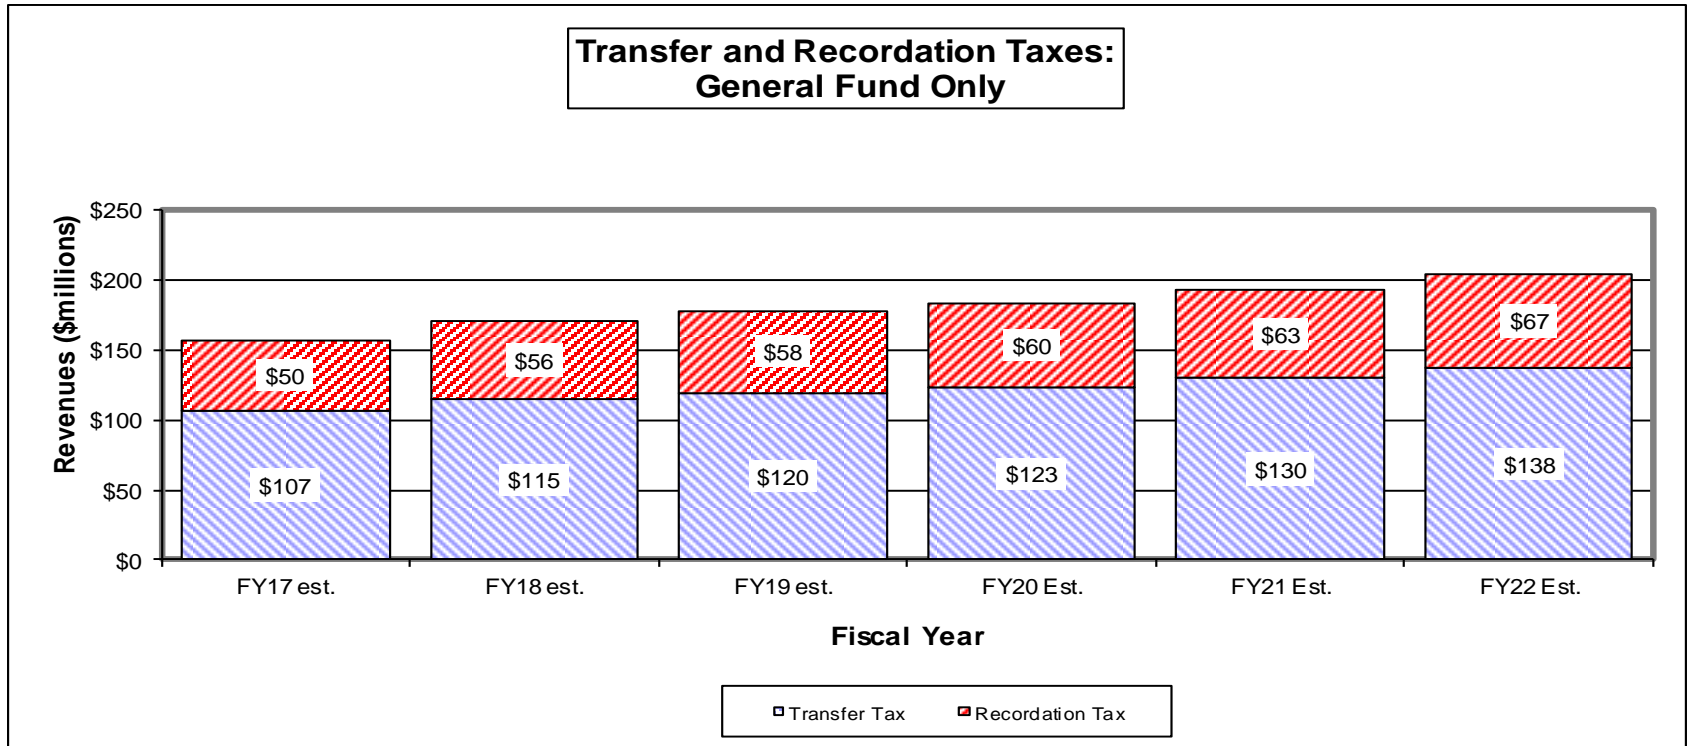 Transfer and Recordation Taxes:
General Fund Only
Revenues ($millions)
$250
$200
$150
$100
$50
$0
$50
$56
$58
$60
$63
$67
$107
$115
$120
$123
$130
$138
FY17 est.
FY18 est.
FY19 est.
FY20 Est.
FY21 Est.
FY22 Est.
Fiscal Year
Transfer Tax
Recordation Tax